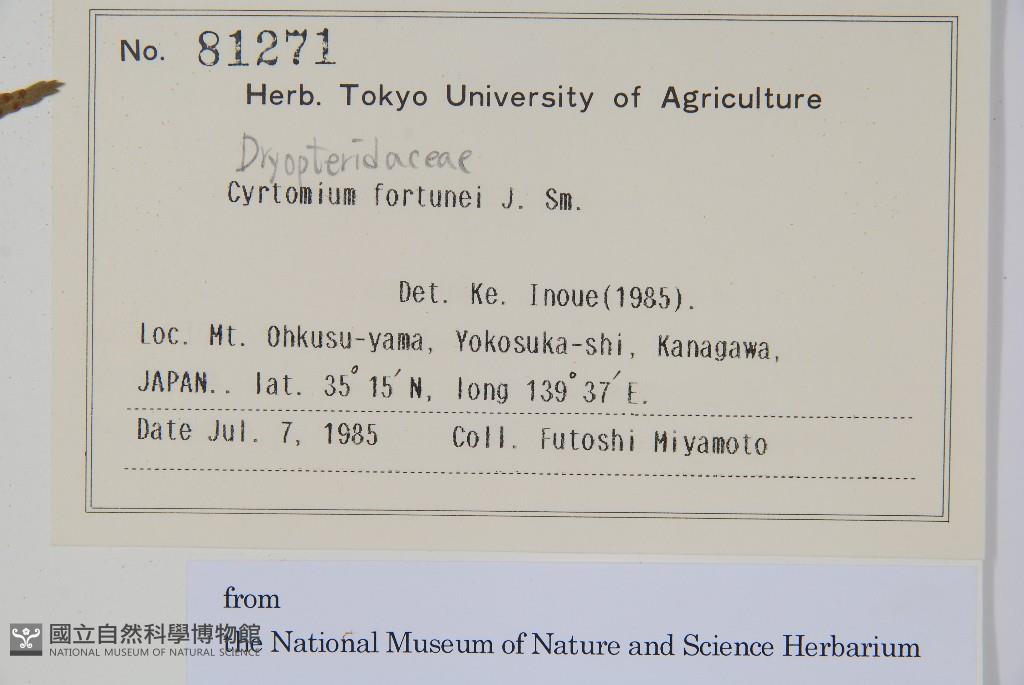 No. 81271
Herb. Tokyo University of Agriculture
Dryopteridaceae
Cyrtomium fortunei J. Sm.
Det. Ke. Inoue(1985).
Loc. Mt. Ohkusu-yama, Yokosuka-shi, Kanagawa,
JAPAN.. lat. 35° 15′ N, long 139° 37′ E.
Date Jul. 7, 1985 Coll. Futoshi Miyamoto
from
the National Museum of Nature and Science Herbarium
國立自然科學博物館
NATIONAL MUSEUM OF NATURAL SCIENCE